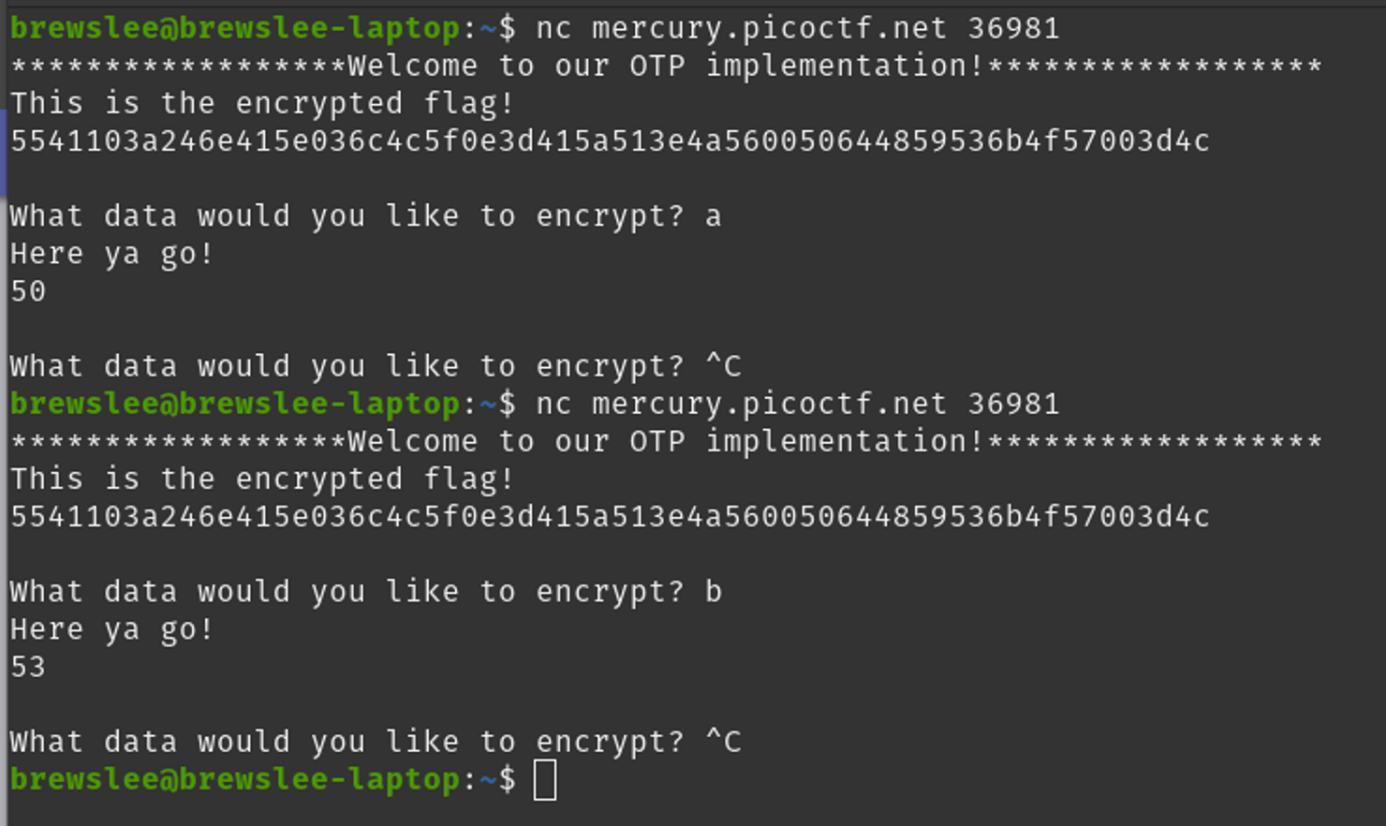 brewslee@brewslee-laptop:~$ nc mercury.picoctf.net 36981
******************Welcome to our OTP implementation!******************
This is the encrypted flag!
5541103a246e415e036c4c5f0e3d415a513e4a560050644859536b4f57003d4c
What data would you like to encrypt? a
Here ya go!
50
What data would you like to encrypt? ^C
brewslee@brewslee-laptop:~$ nc mercury.picoctf.net 36981
******************Welcome to our OTP implementation!******************
This is the encrypted flag!
5541103a246e415e036c4c5f0e3d415a513e4a560050644859536b4f57003d4c
What data would you like to encrypt? b
Here ya go!
53
What data would you like to encrypt? ^C
brewslee@brewslee-laptop:~$